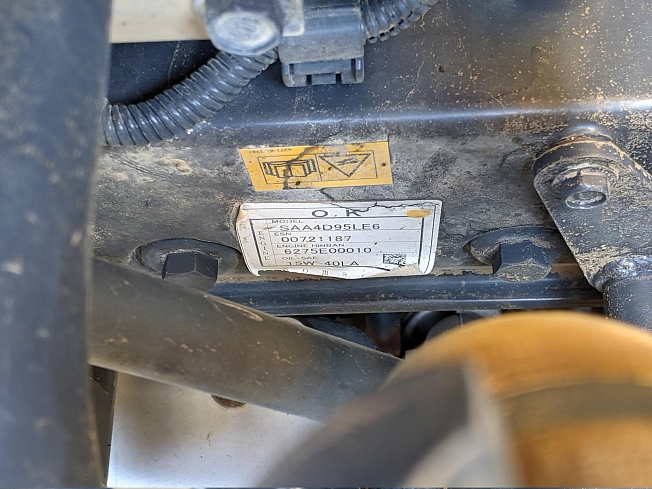 O.K
MODEL
SAA4D95LE6
ESN
00721187
ENGINE HINBAN
6275E00010
OIL-SAE
15W-40LA